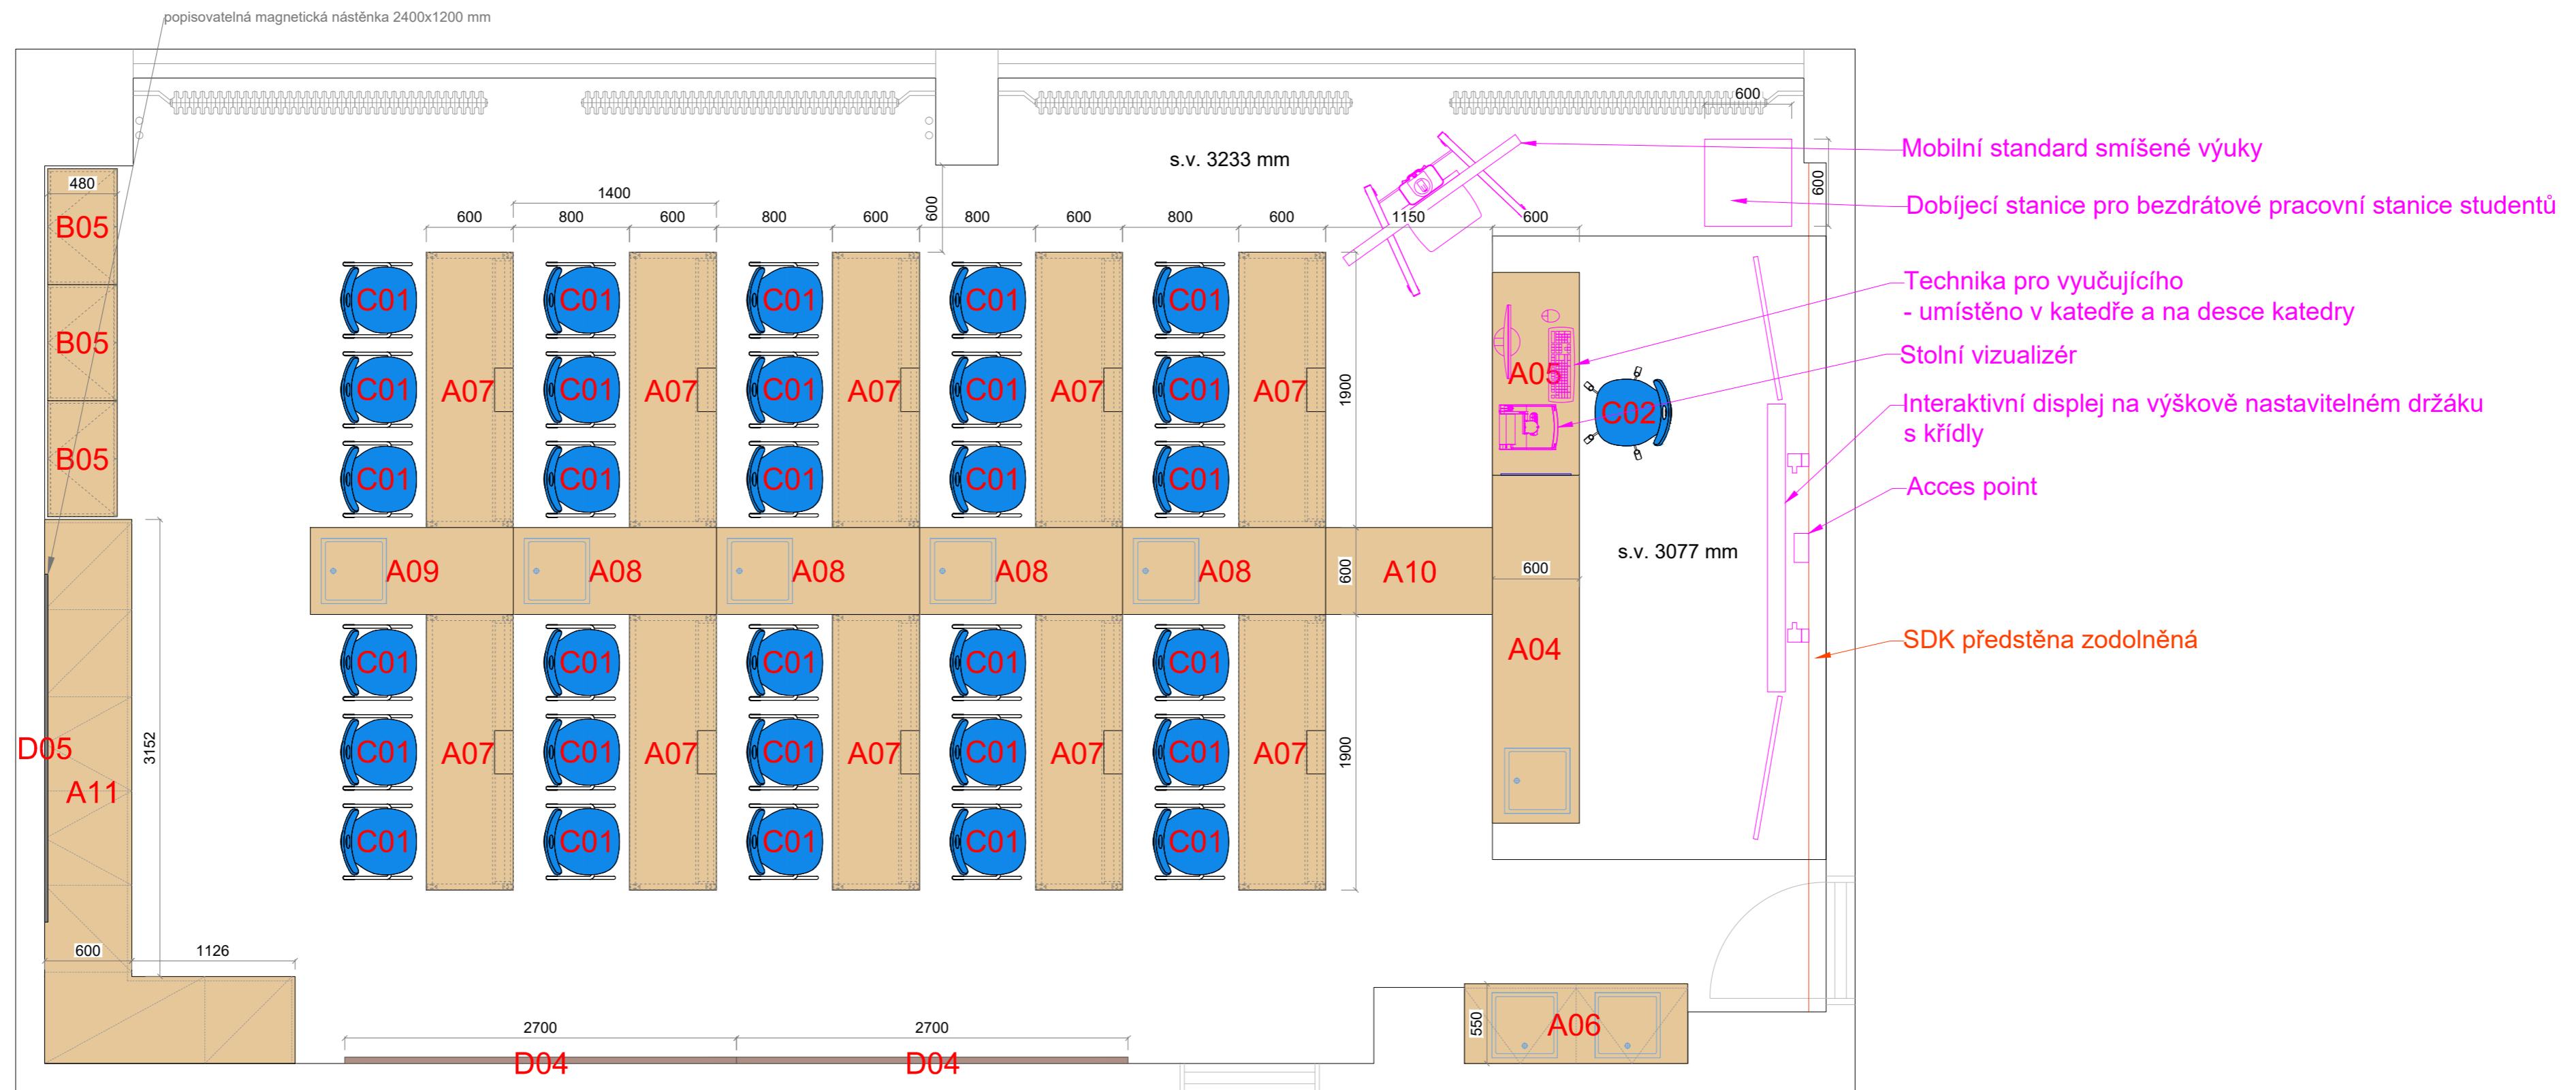 popisovatelná magnetická nástěnka 2400x1200 mm
600
s.v. 3233 mm
Mobilní standard smíšené výuky
600
Dobíjecí stanice pro bezdrátové pracovní stanice studentů
480
1400
600
B05
600 800 600 800 600 800 600 800 600 1150 600
Technika pro vyučujícího
- umístěno v katedře a na desce katedry
C01 C01 C01 C01 C01
B05
Stolní vizualizér
A05
C01 A07 C01 A07 C01 A07 C01 A07 C01 A07
1900
C02
Interaktivní displej na výškově nastavitelném držáku
s křídly
B05
C01 C01 C01 C01 C01
Acces point
s.v. 3077 mm
A09 A08 A08 A08 A08 600 A10 600
SDK předstěna zodolněná
A04
C01 C01 C01 C01 C01
D05
3152
C01 A07 C01 A07 C01 A07 C01 A07 C01 A07
1900
A11
C01 C01 C01 C01 C01
600 1126
2700 2700
550
A06
D04 D04